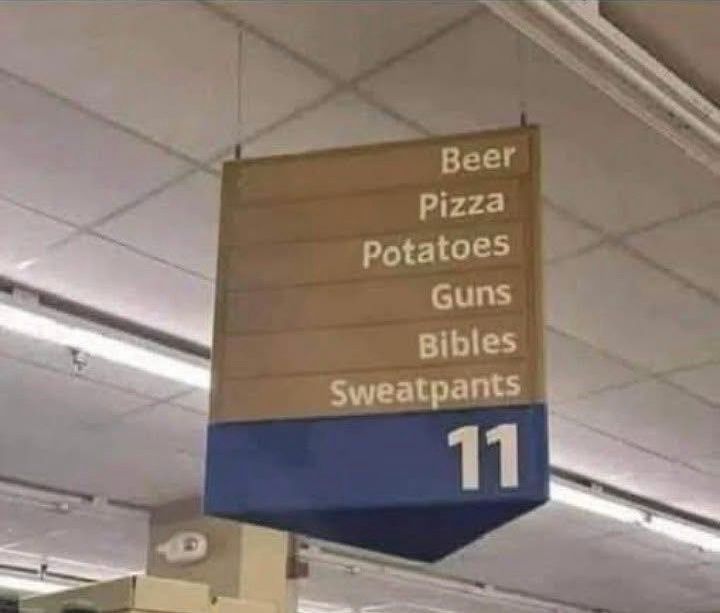 Beer
Pizza
Potatoes
Guns
Bibles
Sweatpants
11